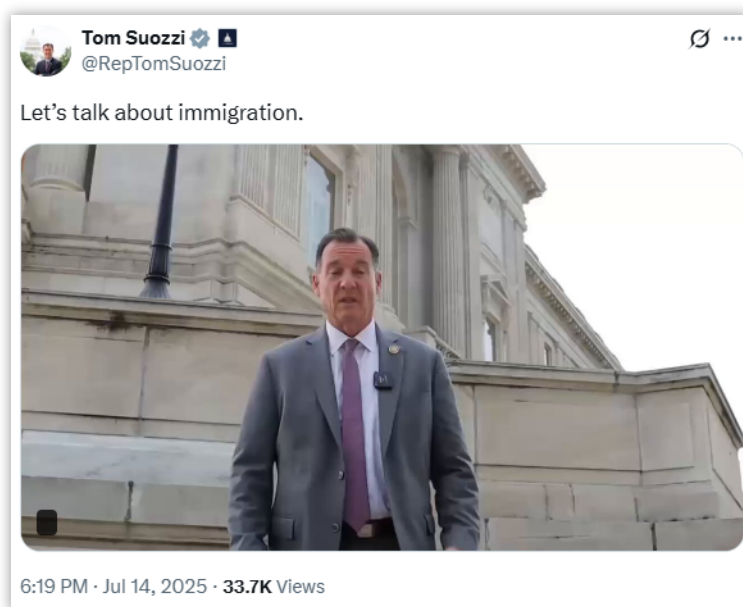 Tom Suozzi
@RepTomSuozzi
Let’s talk about immigration.
6:19 PM · Jul 14, 2025 · 33.7K Views